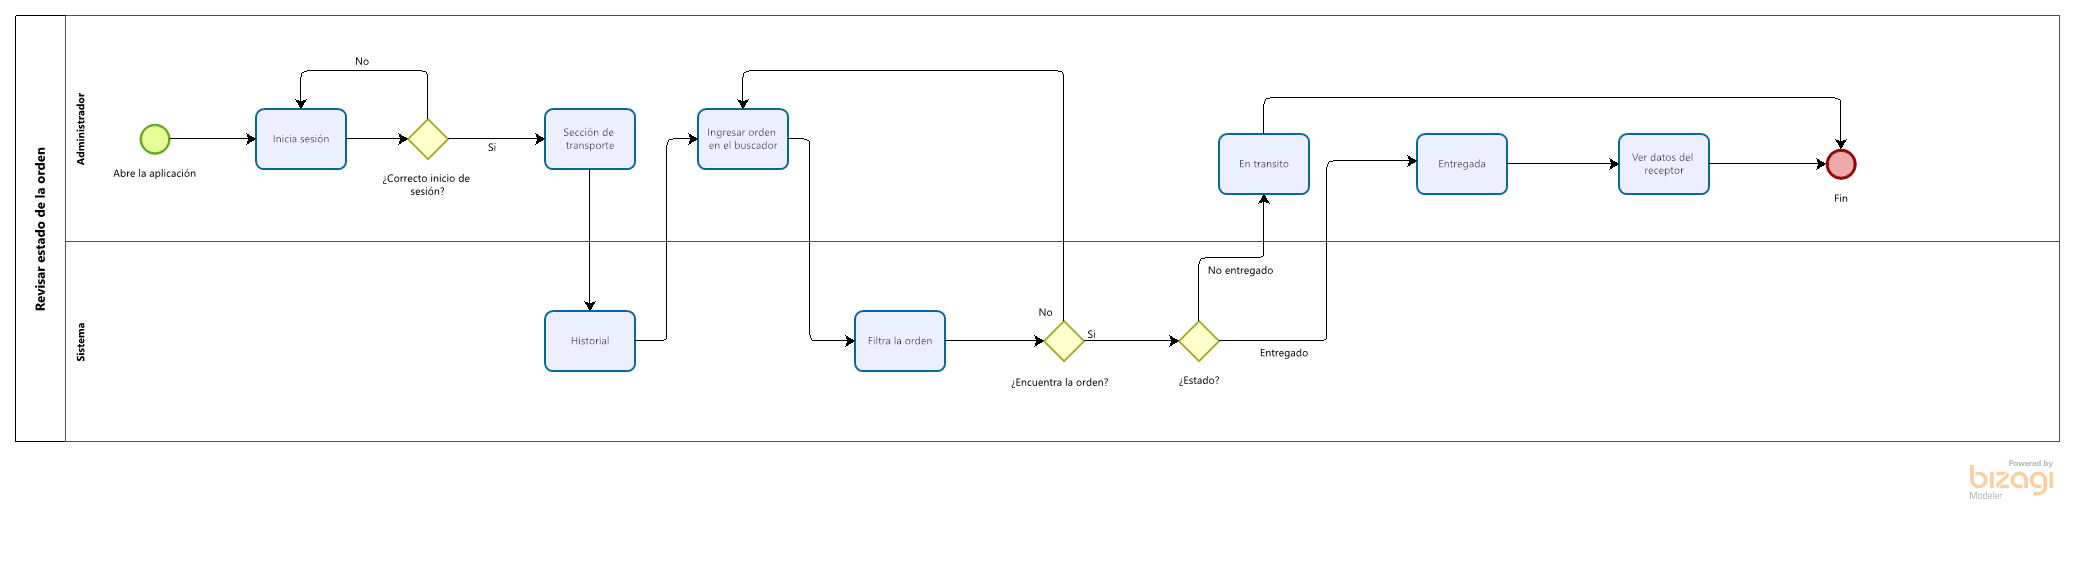 Revisar estado de la orden
Administrador
Abre la aplicación
Inicia sesión
No
¿Correcto inicio de
sesión?
Si
Sección de
transporte
Ingresar orden
en el buscador
En transito
Entregada
Ver datos del
receptor
Fin
Sistema
Historial
Filtra la orden
No
Si
¿Encuentra la orden?
¿Estado?
No entregado
Entregado
Powered by
bizagi
Modeler